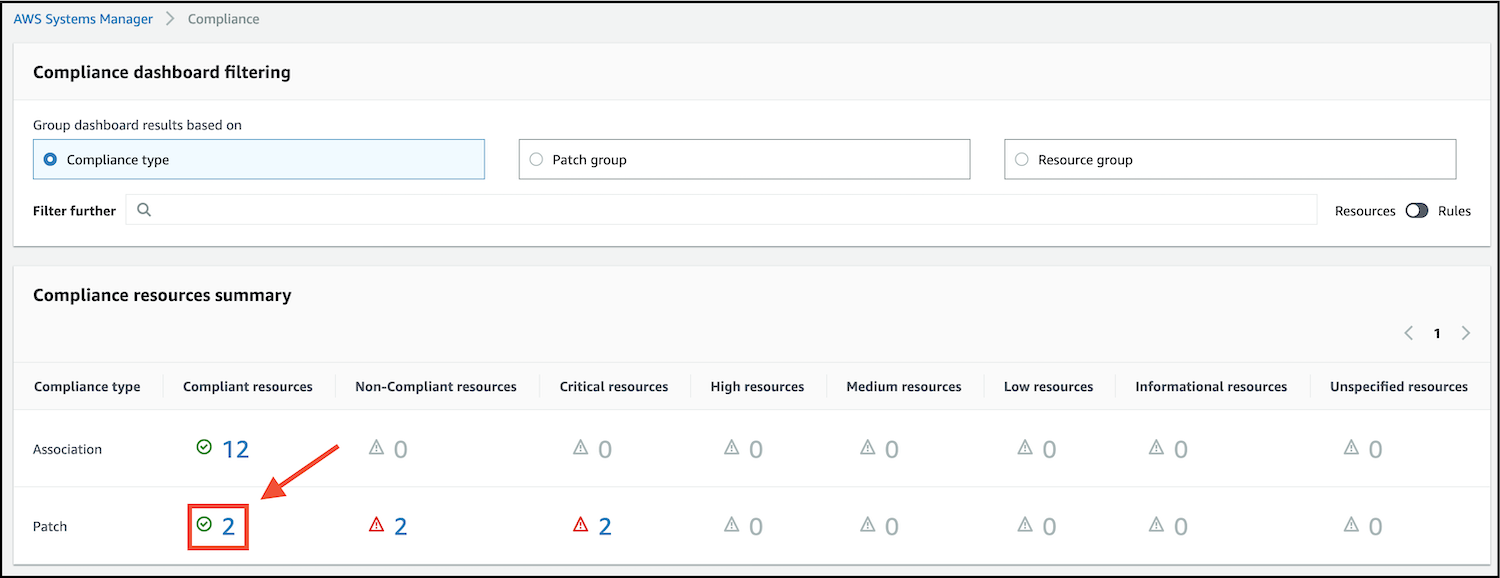 AWS Systems Manager > Compliance
Compliance dashboard filtering
Group dashboard results based on
Compliance type Patch group Resource group
Filter further Resources Rules
Compliance resources summary
1
Compliance type Compliant resources Non-Compliant resources Critical resources High resources Medium resources Low resources Informational resources Unspecified resources
Association 12 0 0 0 0 0 0 0
Patch 2 2 2 0 0 0 0 0